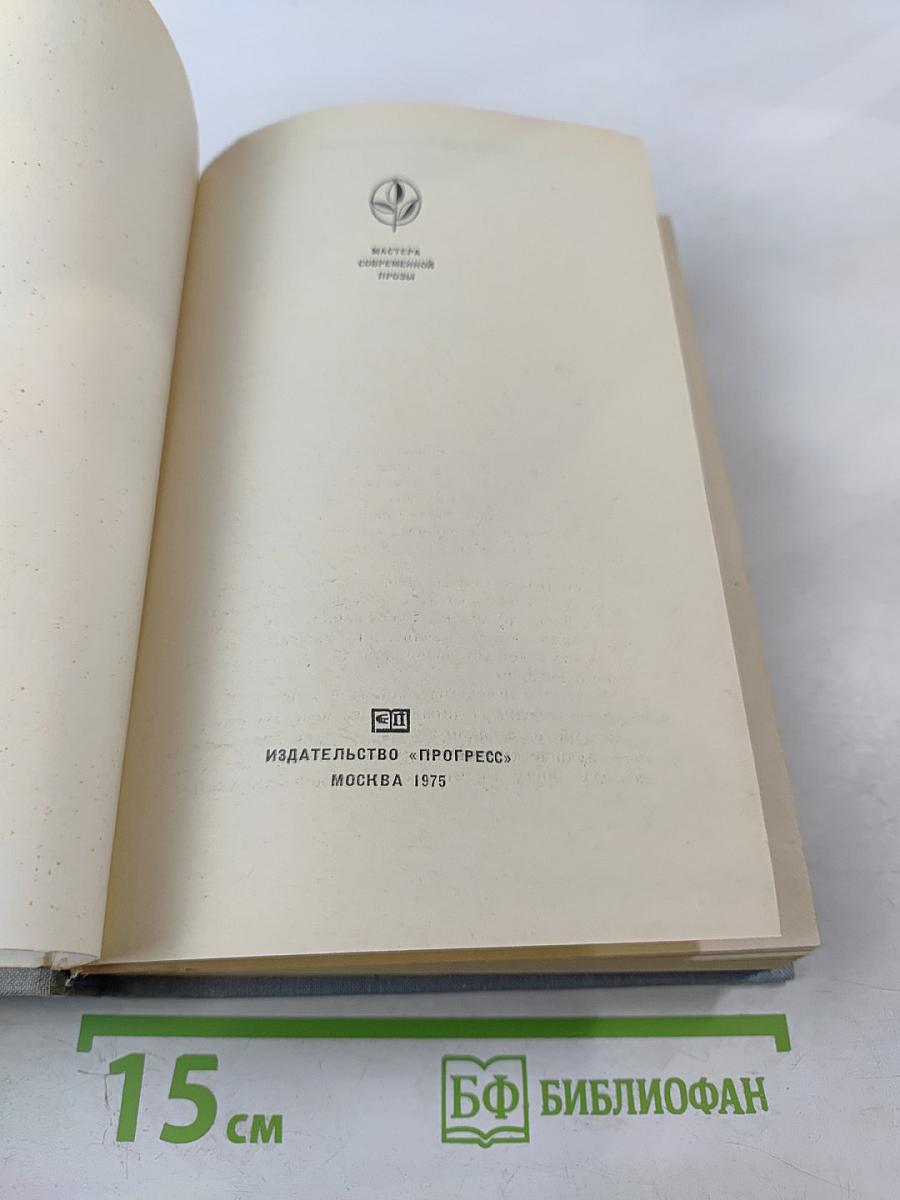 МАСТЕРА
СОВРЕМЕННОЙ
ПРОЗЫ
ИЗДАТЕЛЬСТВО «ПРОГРЕСС»
МОСКВА 1975
15 см
БФ БИБЛИОФАН